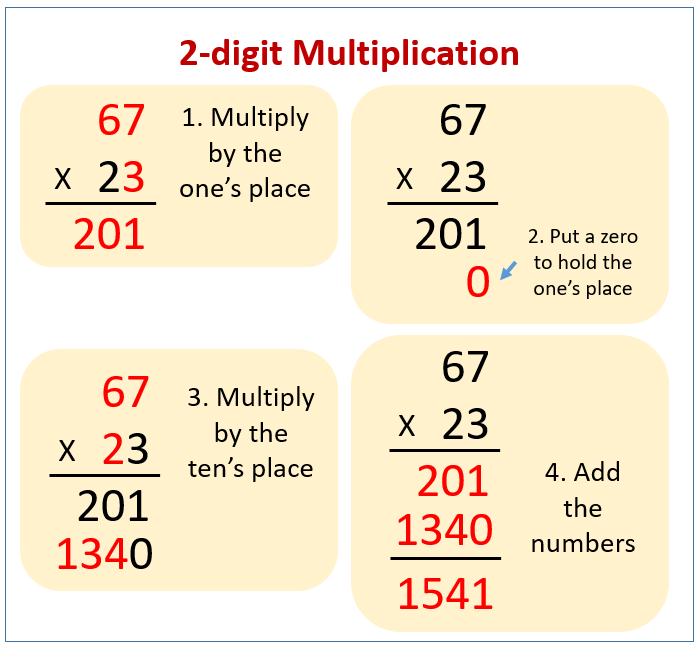 2-digit Multiplication
67
x 23
201
1. Multiply
by the
one's place
67
x 23
201
0
2. Put a zero
to hold the
one's place
67
x 23
201
1340
3. Multiply
by the
ten's place
67
x 23
201
1340
1541
4. Add
the
numbers